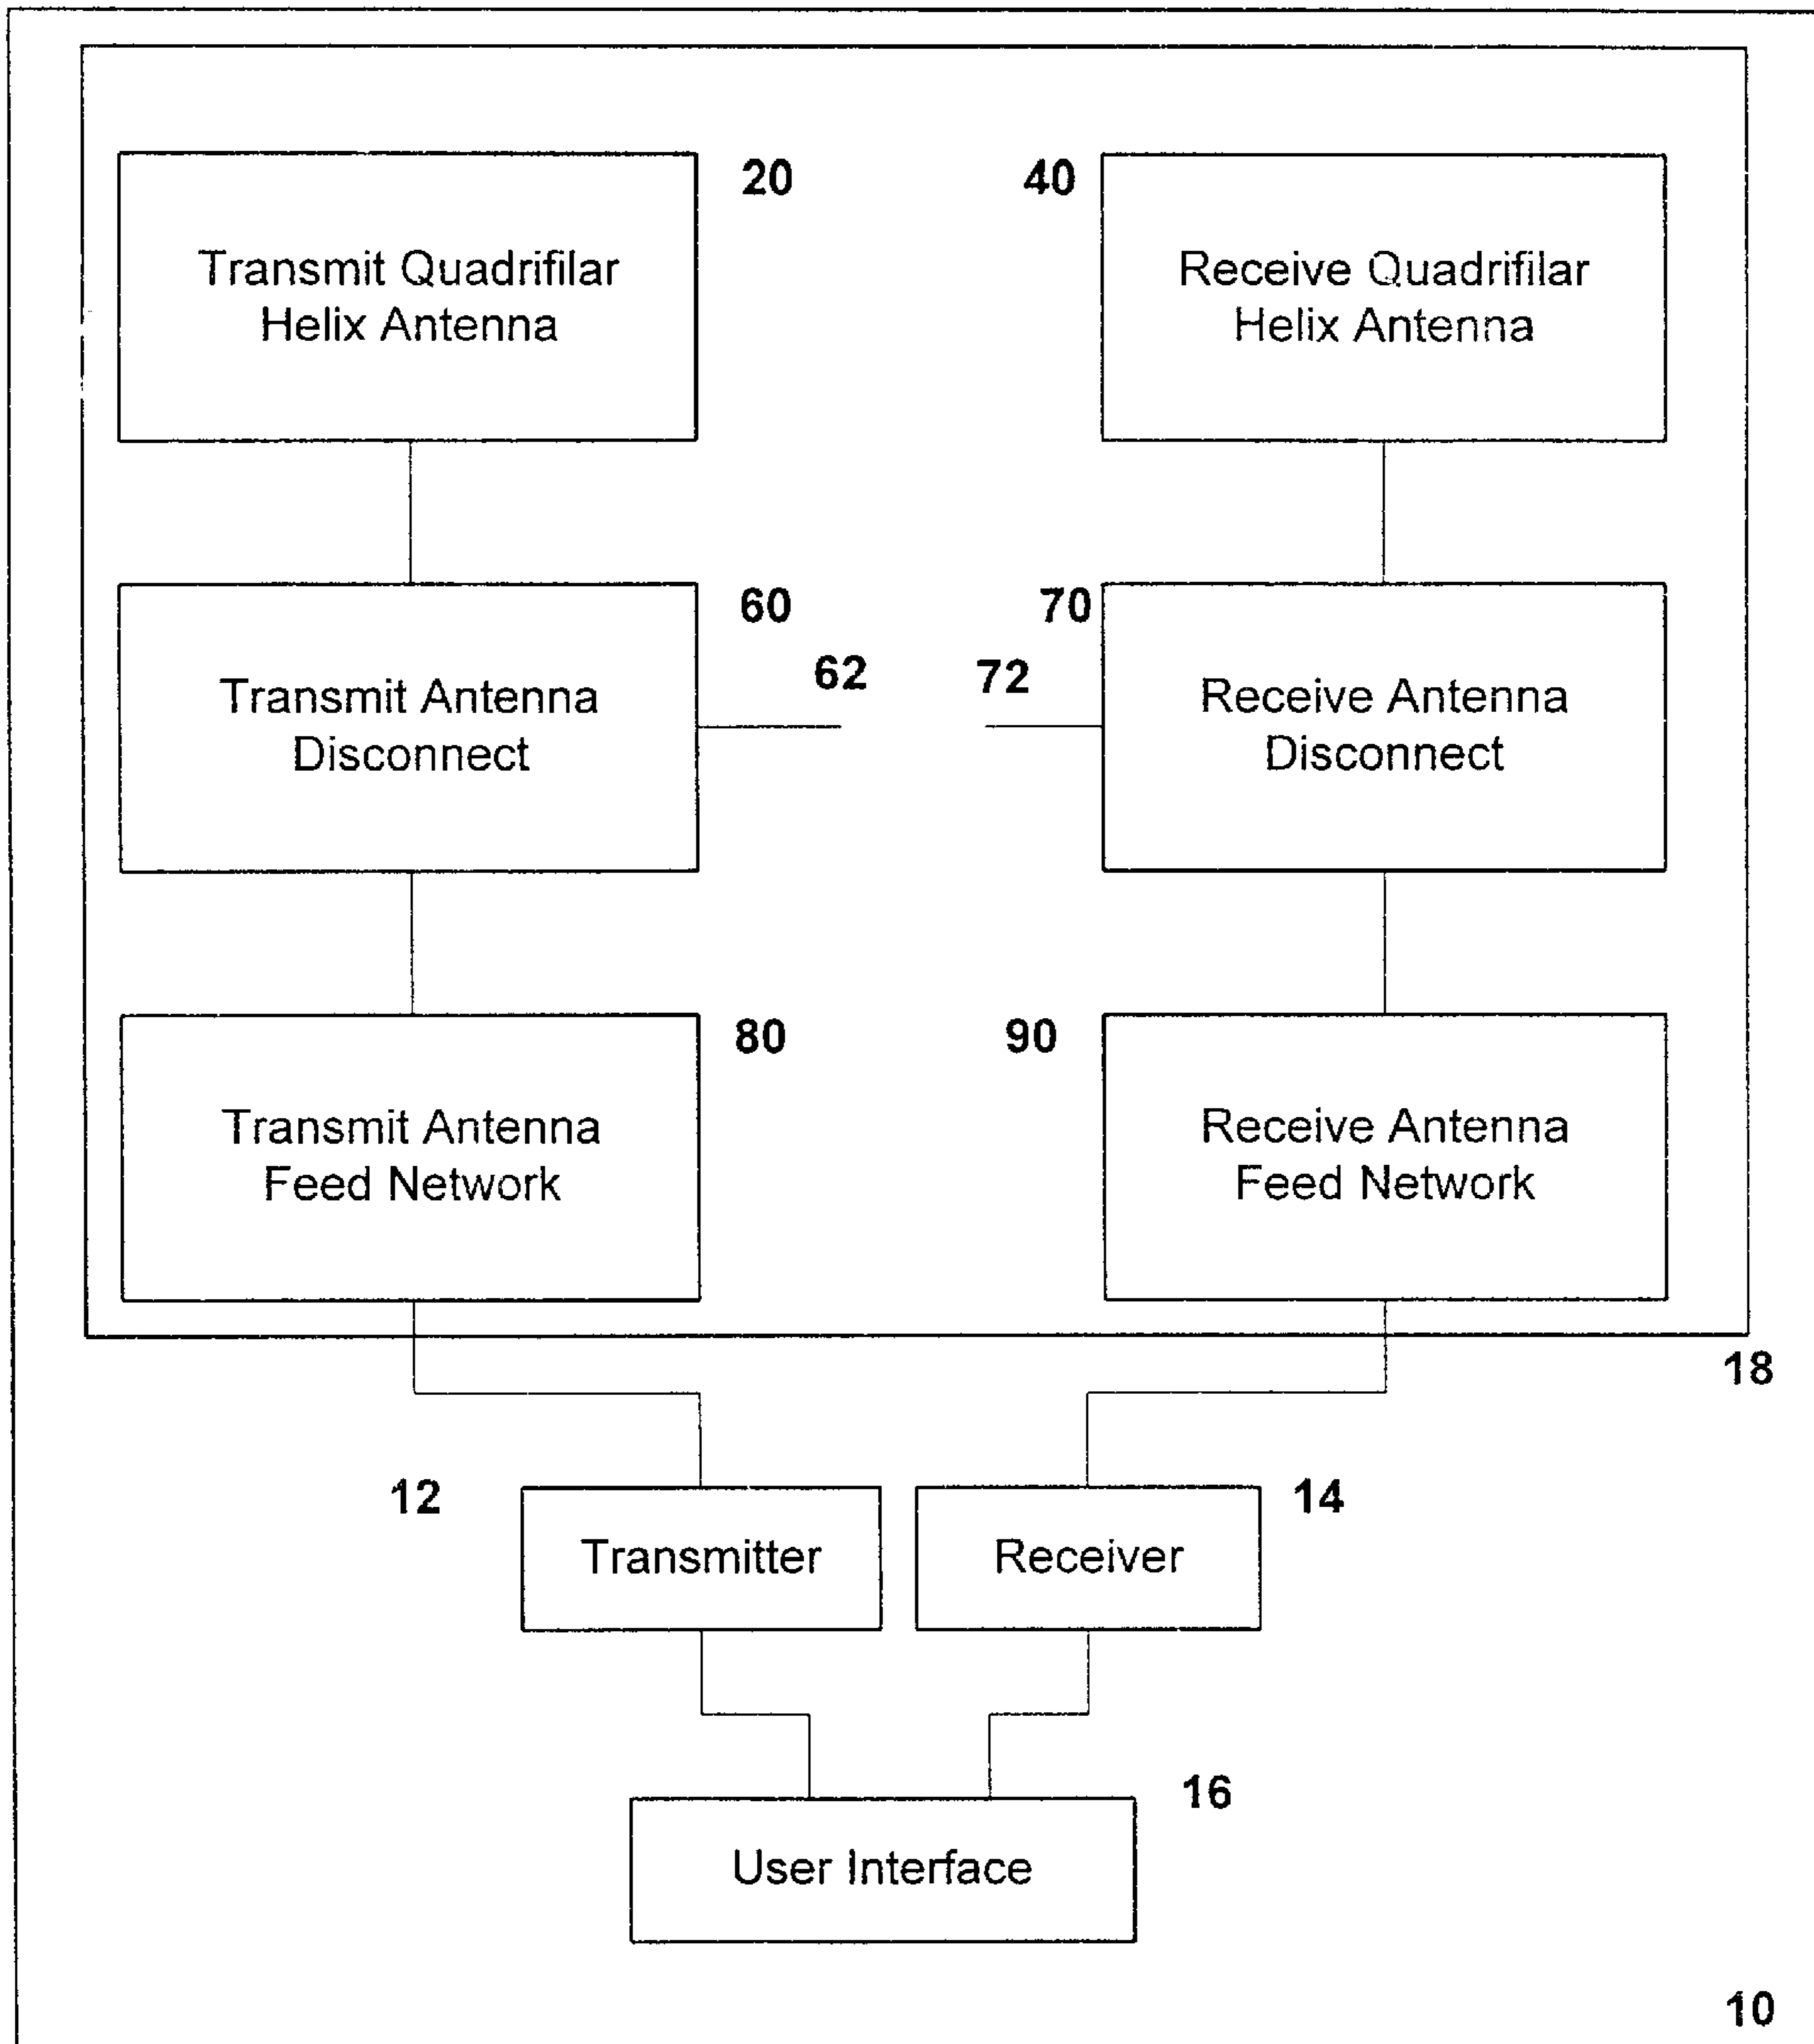 20
40
Transmit Quadrifilar
Helix Antenna
Receive Quadrifilar
Helix Antenna
60
70
62
72
Transmit Antenna
Disconnect
Receive Antenna
Disconnect
80
90
Transmit Antenna
Feed Network
Receive Antenna
Feed Network
18
12
14
Transmitter
Receiver
16
User Interface
10